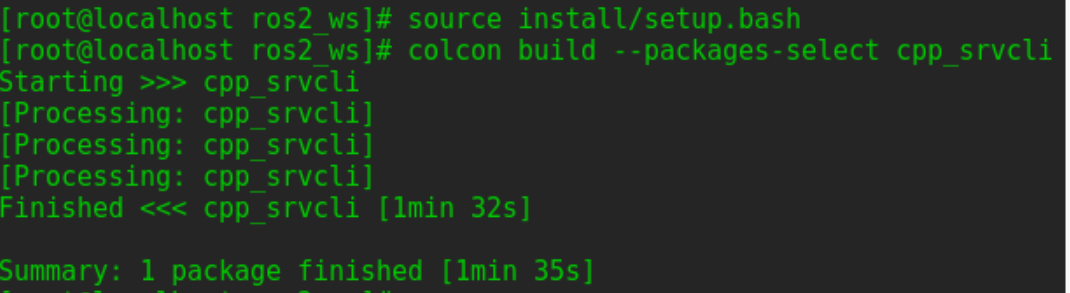 [root@localhost ros2_ws]# source install/setup.bash
[root@localhost ros2_ws]# colcon build --packages-select cpp_srvcli
Starting >>> cpp_srvcli
[Processing: cpp_srvcli]
[Processing: cpp_srvcli]
[Processing: cpp_srvcli]
Finished <<< cpp_srvcli [1min 32s]
Summary: 1 package finished [1min 35s]